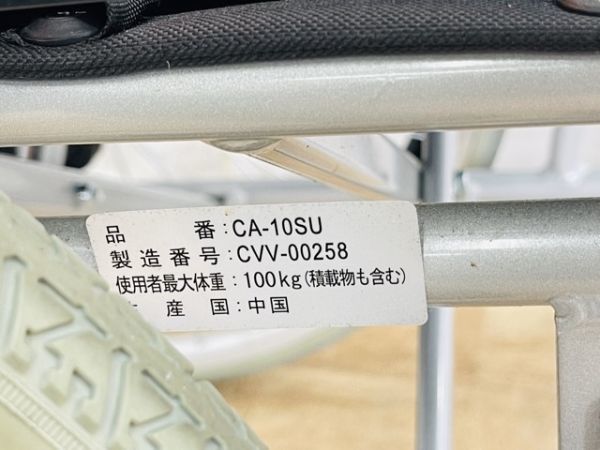 品番:CA-10SU
製造番号:CVV-00258
使用者最大体重:100kg(積載物も含む)
産国:中国